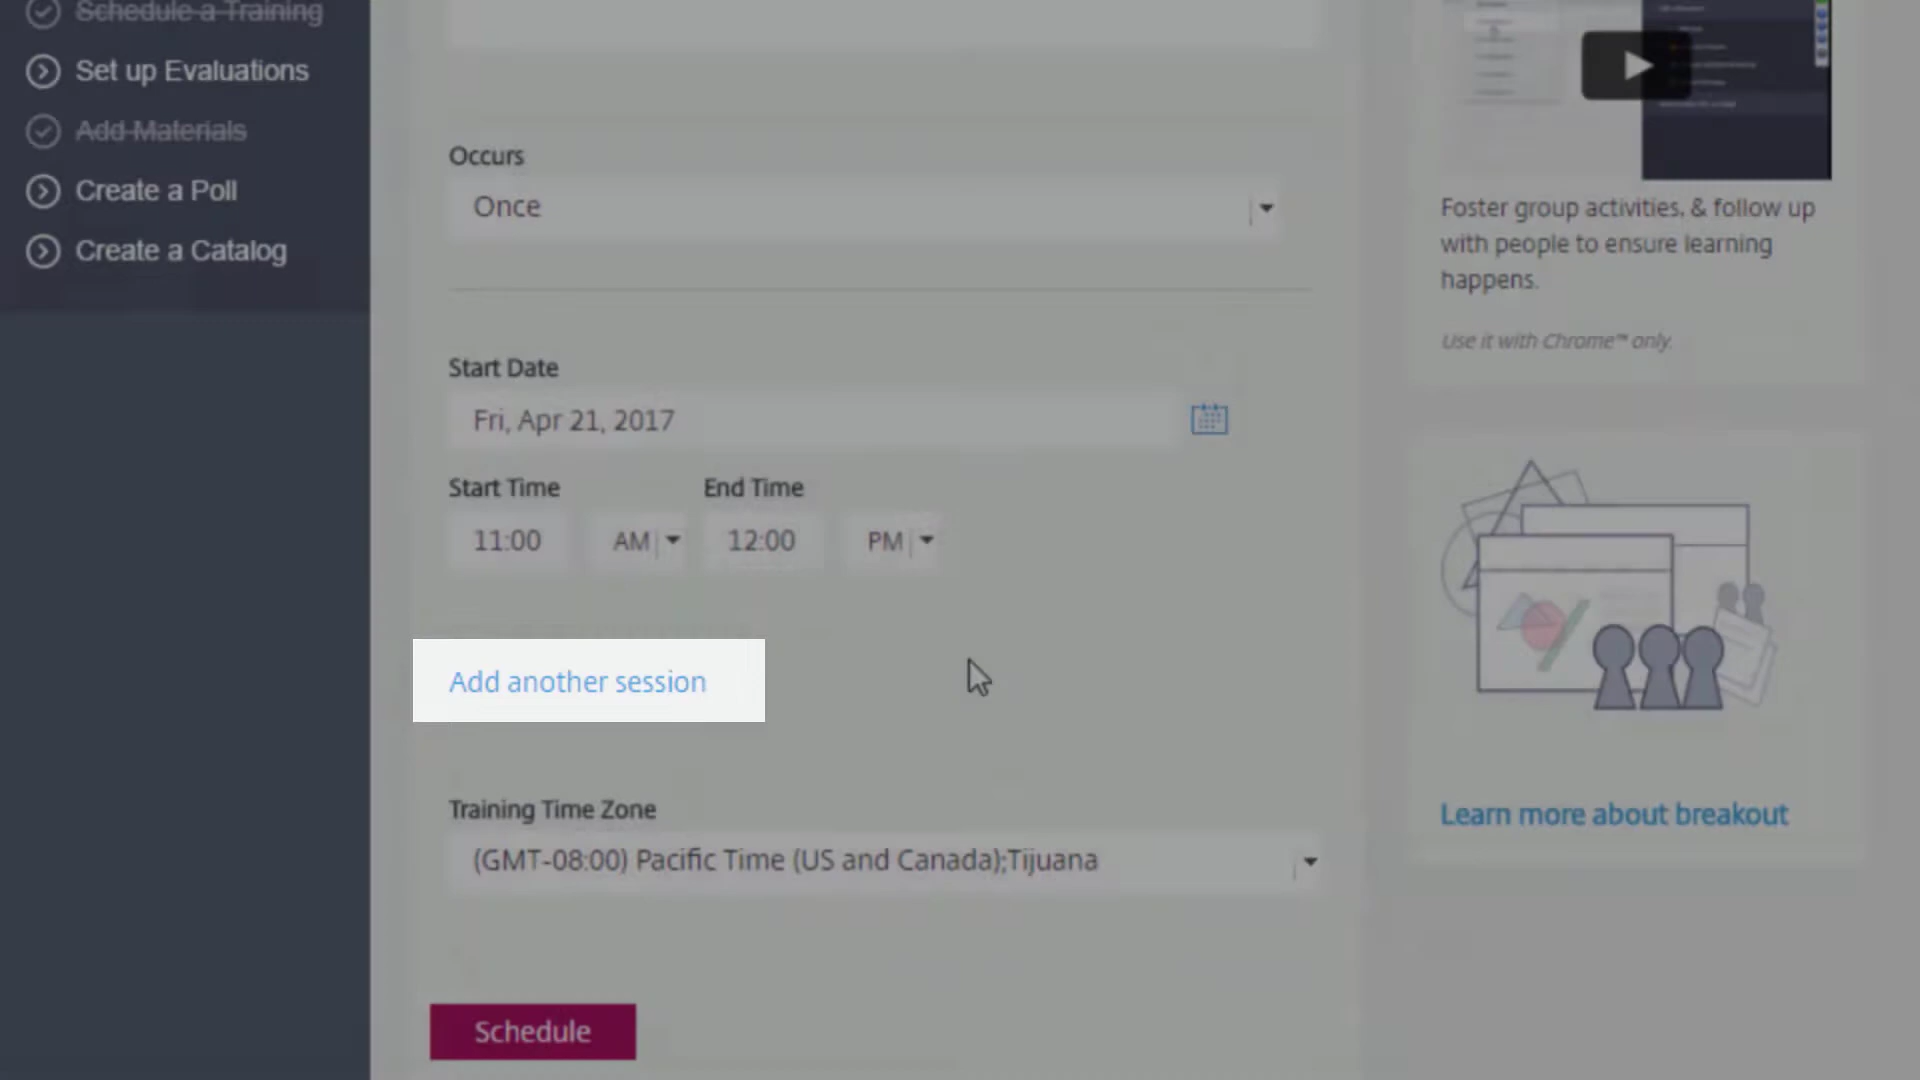 Schedule a Training
Set up Evaluations
Add Materials
Create a Poll
Create a Catalog
Occurs
Once
Start Date
Fri, Apr 21, 2017
Start Time End Time
11:00 AM 12:00 PM
Add another session
Training Time Zone
(GMT-08:00) Pacific Time (US and Canada);Tijuana
Schedule
Foster group activities, & follow up
with people to ensure learning
happens.
Use it with Chrome™ only.
Learn more about breakout